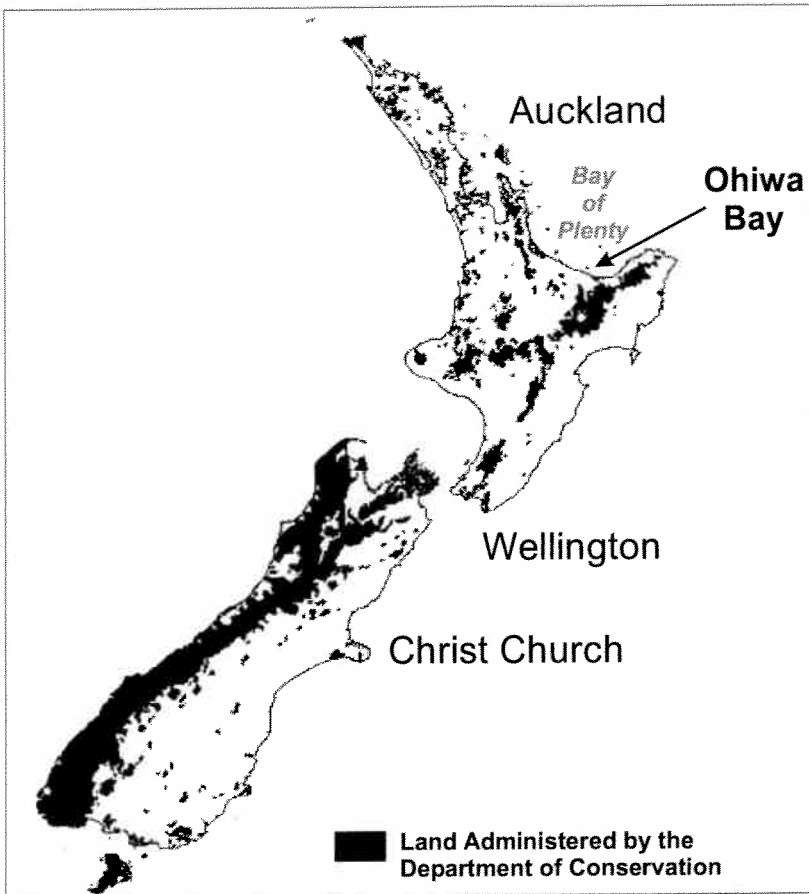 Auckland
Bay
of
Plenty
Ohiwa
Bay
Wellington
Christ Church
Land Administered by the
Department of Conservation